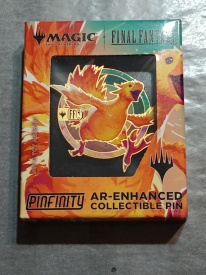 MAGIC FINAL FANTASY
PINFINITY AR-ENHANCED
COLLECTIBLE PIN